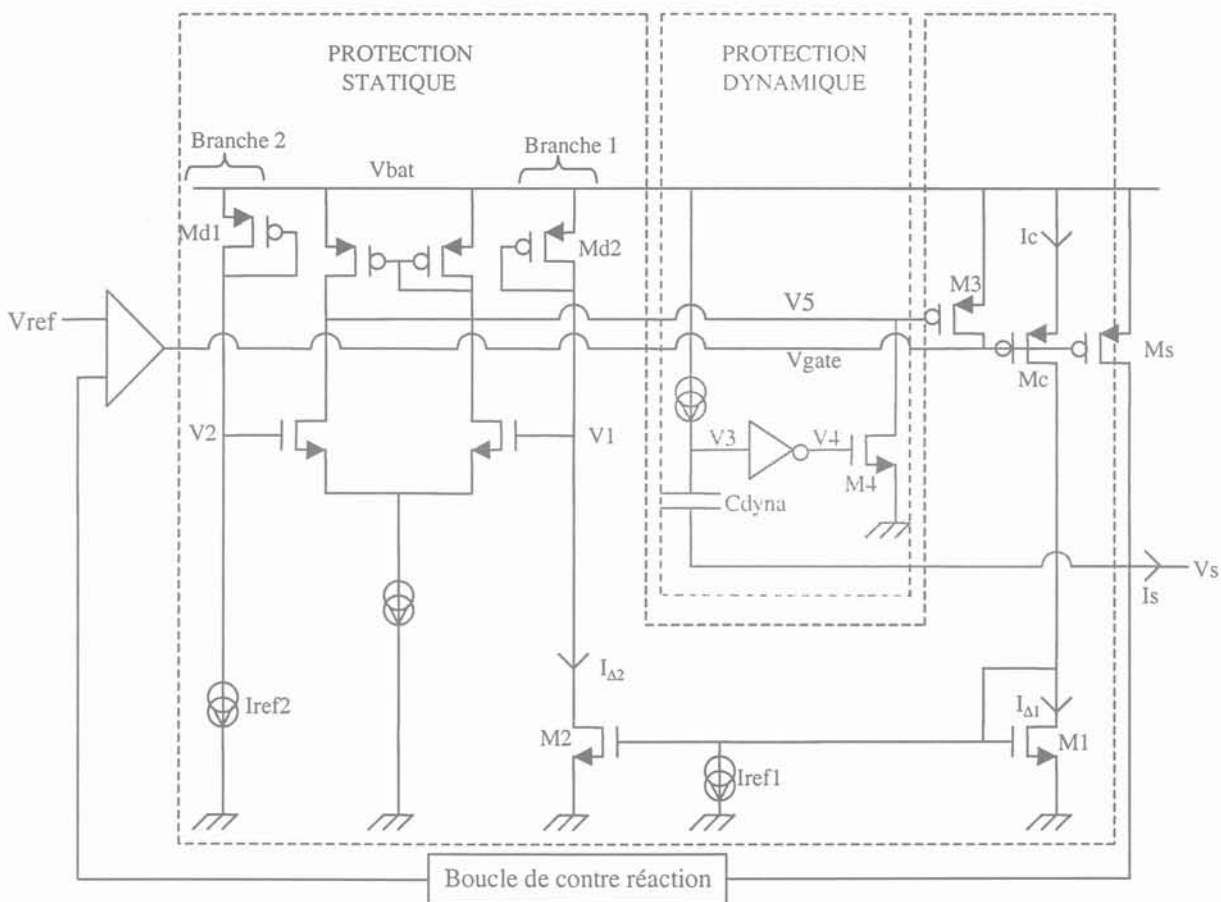 PROTECTION
STATIQUE
PROTECTION
DYNAMIQUE
Branche 2
Branche 1
Vbat
Md1
Md2
Ic
M3
V5
Vref
Vgate
Mc
Ms
V2
V1
V3
V4
M4
Cdyna
Vs
Is
IΔ2
Iref2
IΔ1
M2
M1
Iref1
Boucle de contre réaction